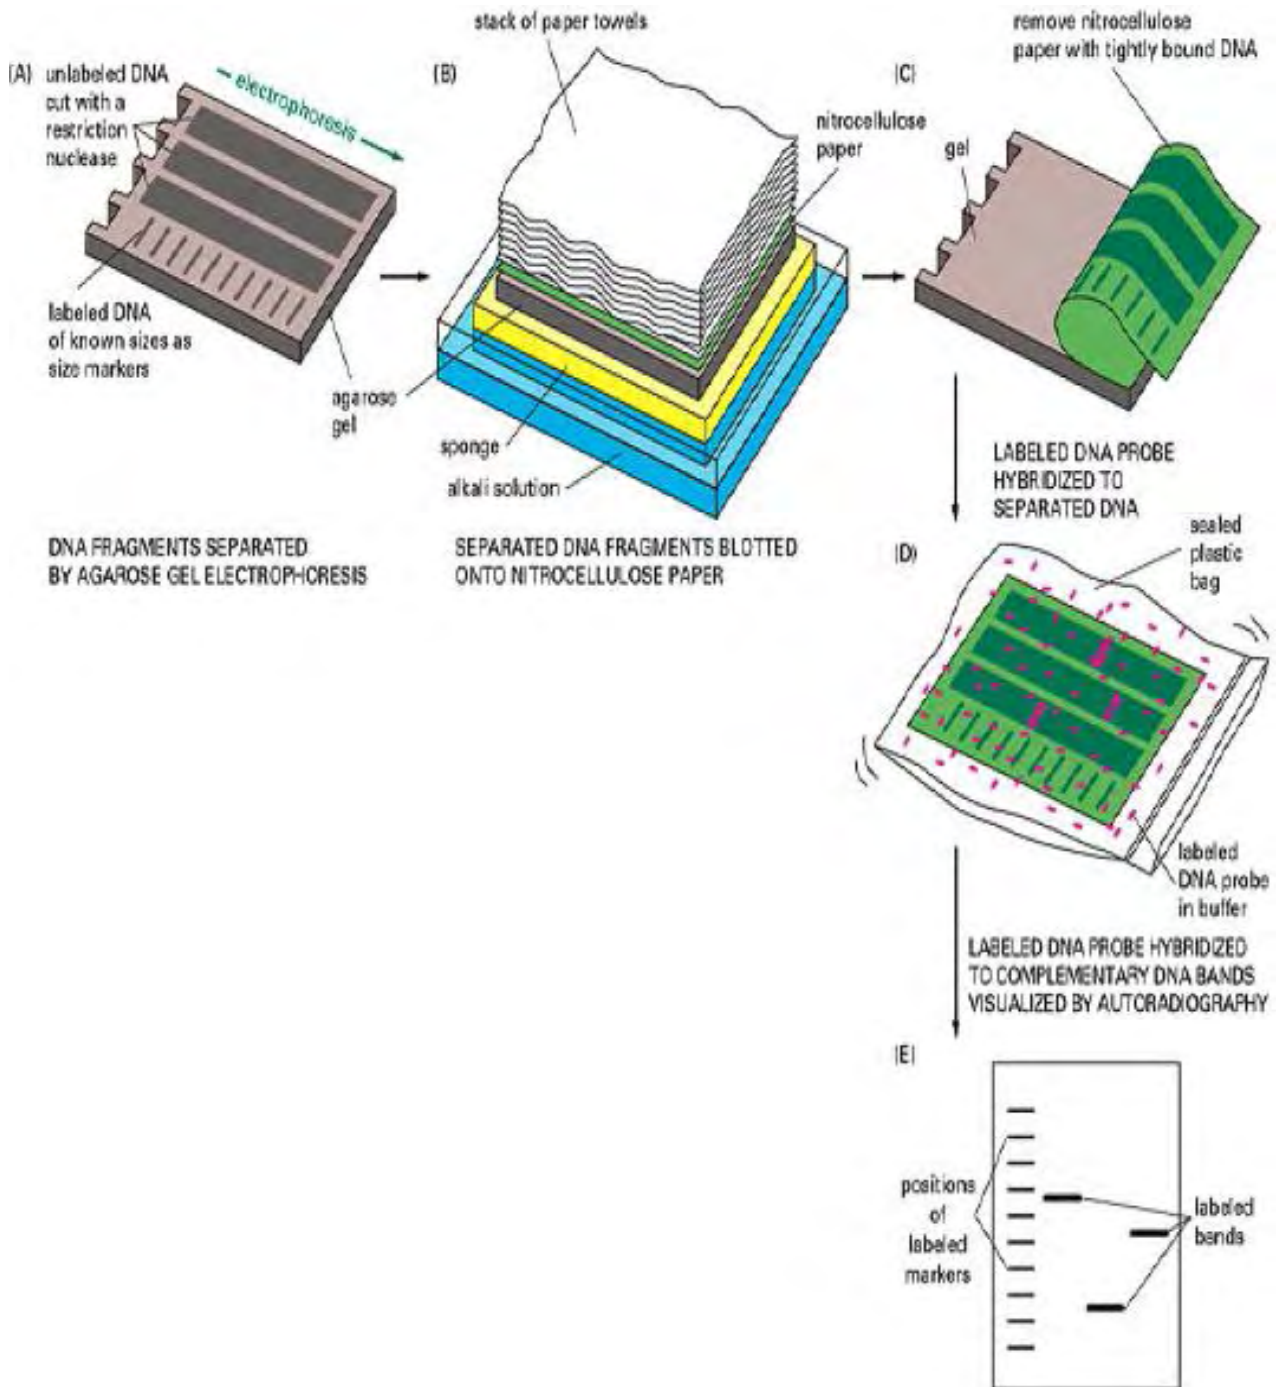 (A)
unlabeled DNA
cut with a
restriction
nuclease
electrophoresis
labeled DNA
of known sizes as
size markers
agarose
gel
DNA FRAGMENTS SEPARATED
BY AGAROSE GEL ELECTROPHORESIS
(B)
stack of paper towels
nitrocellulose
paper
sponge
alkali solution
SEPARATED DNA FRAGMENTS BLOTTED
ONTO NITROCELLULOSE PAPER
(C)
remove nitrocellulose
paper with tightly bound DNA
gel
LABELED DNA PROBE
HYBRIDIZED TO
SEPARATED DNA
(D)
sealed
plastic
bag
labeled
DNA probe
in buffer
LABELED DNA PROBE HYBRIDIZED
TO COMPLEMENTARY DNA BANDS
VISUALIZED BY AUTORADIOGRAPHY
(E)
positions
of
labeled
markers
labeled
bands